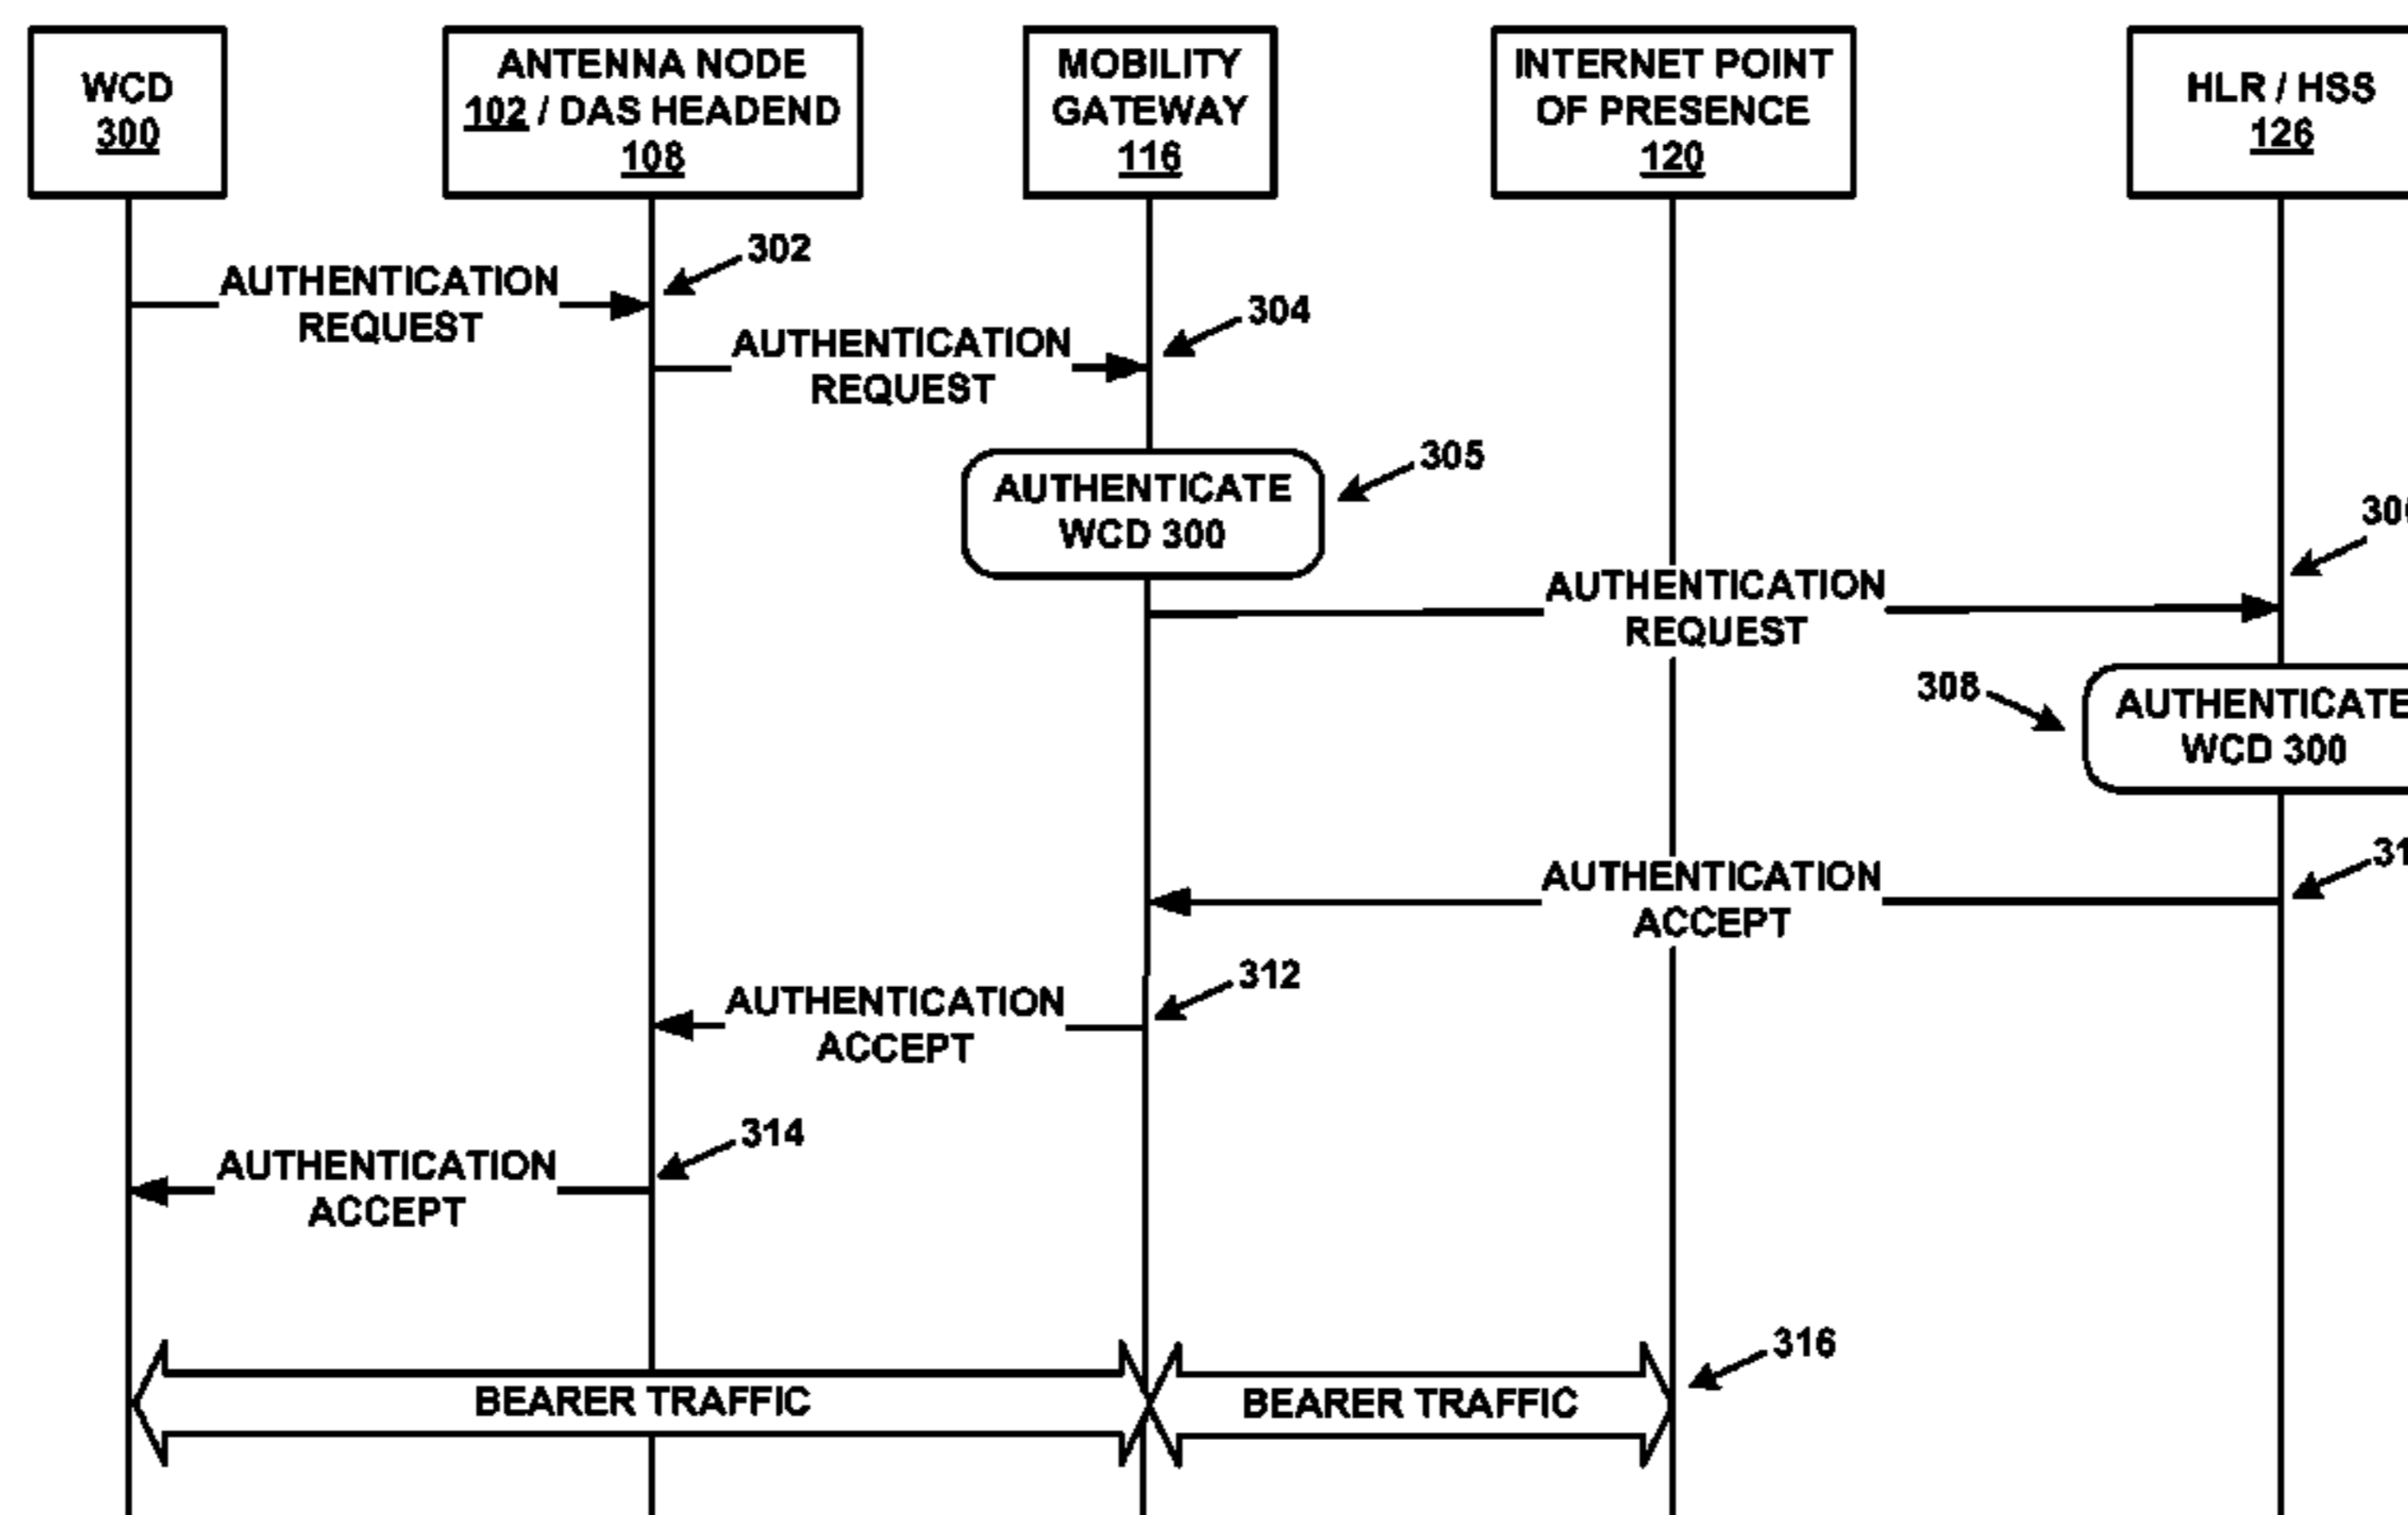 WCD
300
ANTENNA NODE
102 / DAS HEADEND
108
MOBILITY
GATEWAY
116
INTERNET POINT
OF PRESENCE
120
HLR / HSS
126
302
AUTHENTICATION
REQUEST
304
AUTHENTICATION
REQUEST
305
AUTHENTICATE
WCD 300
AUTHENTICATION
REQUEST
308
AUTHENTICATE
WCD 300
AUTHENTICATION
ACCEPT
312
AUTHENTICATION
ACCEPT
314
AUTHENTICATION
ACCEPT
316
BEARER TRAFFIC
BEARER TRAFFIC